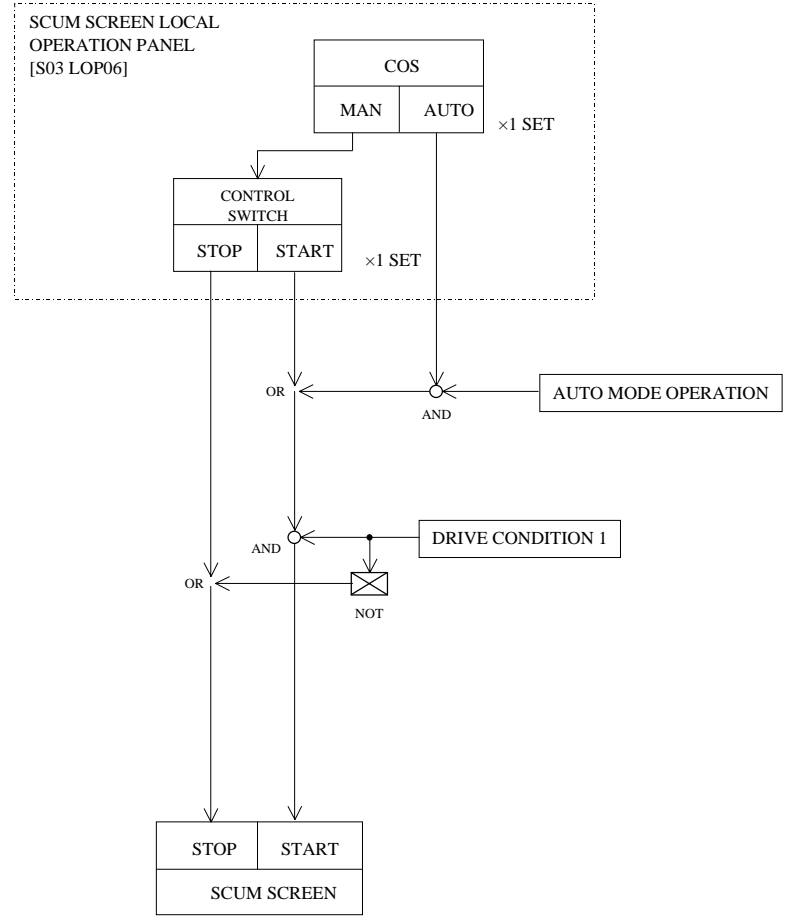 SCUM SCREEN LOCAL
OPERATION PANEL
[S03 LOP06]
COS
MAN
AUTO
×1 SET
CONTROL
SWITCH
STOP
START
×1 SET
OR
AND
AUTO MODE OPERATION
AND
DRIVE CONDITION 1
OR
NOT
STOP
START
SCUM SCREEN